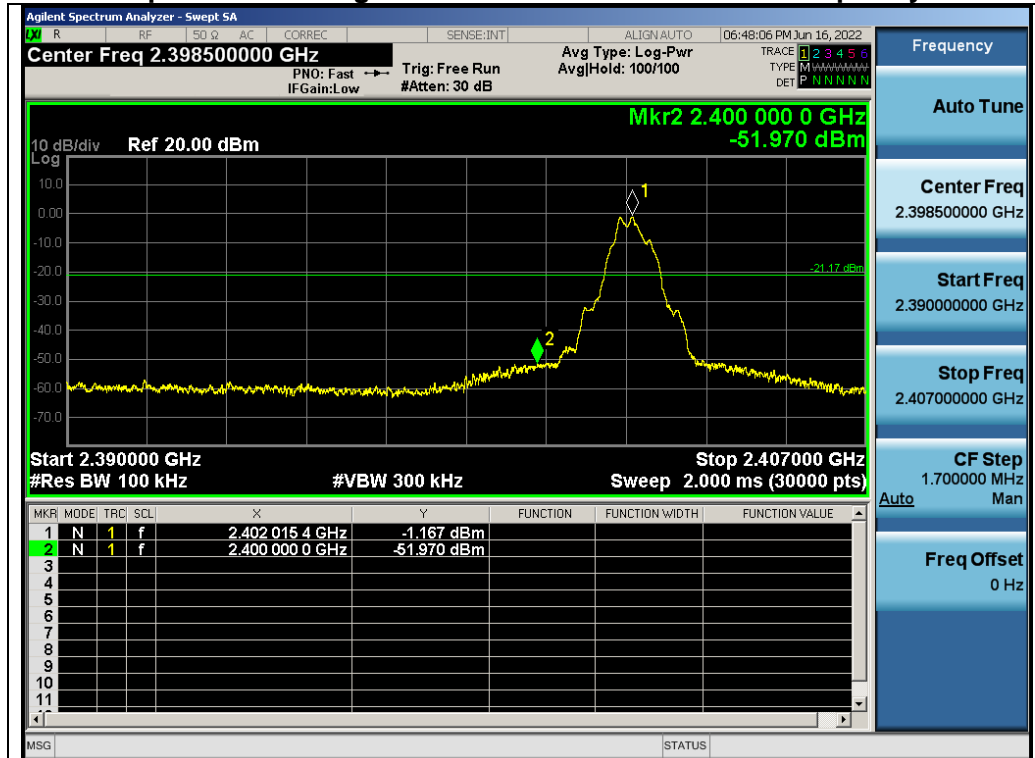 Agilent Spectrum Analyzer - Swept SA
LXI R RF 50 Ω AC CORREC SENSE:INT ALIGN AUTO 06:48:06 PM Jun 16, 2022
Center Freq 2.398500000 GHz
PNO: Fast
IFGain:Low
Trig: Free Run
#Atten: 30 dB
Avg Type: Log-Pwr
Avg|Hold: 100/100
TRACE 1 2 3 4 5 6
TYPE M
DET P N N N N N
Mkr2 2.400 000 0 GHz
-51.970 dBm
10 dB/div Ref 20.00 dBm
Log
10.0
0.00
-10.0
-20.0
-30.0
-40.0
-50.0
-60.0
-70.0
1
-21.17 dBm
2
Start 2.390000 GHz Stop 2.407000 GHz
#Res BW 100 kHz #VBW 300 kHz Sweep 2.000 ms (30000 pts)
MKR MODE TRC SCL X Y FUNCTION FUNCTION WIDTH FUNCTION VALUE
1 N 1 f 2.402 015 4 GHz -1.167 dBm
2 N 1 f 2.400 000 0 GHz -51.970 dBm
3
4
5
6
7
8
9
10
11
MSG STATUS
Frequency
Auto Tune
Center Freq
2.398500000 GHz
Start Freq
2.390000000 GHz
Stop Freq
2.407000000 GHz
CF Step
1.700000 MHz
Auto Man
Freq Offset
0 Hz